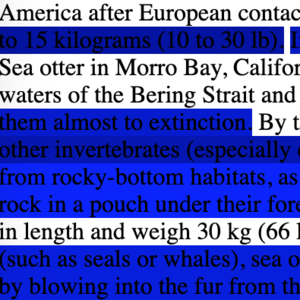 America after European contac
to 15 kilograms (10 to 30 lb).
Sea otter in Morro Bay, Califor
waters of the Bering Strait and
them almost to extinction. By t
other invertebrates (especially
from rocky-bottom habitats, as
rock in a pouch under their fore
in length and weigh 30 kg (66 l
(such as seals or whales), sea o
by blowing into the fur from th